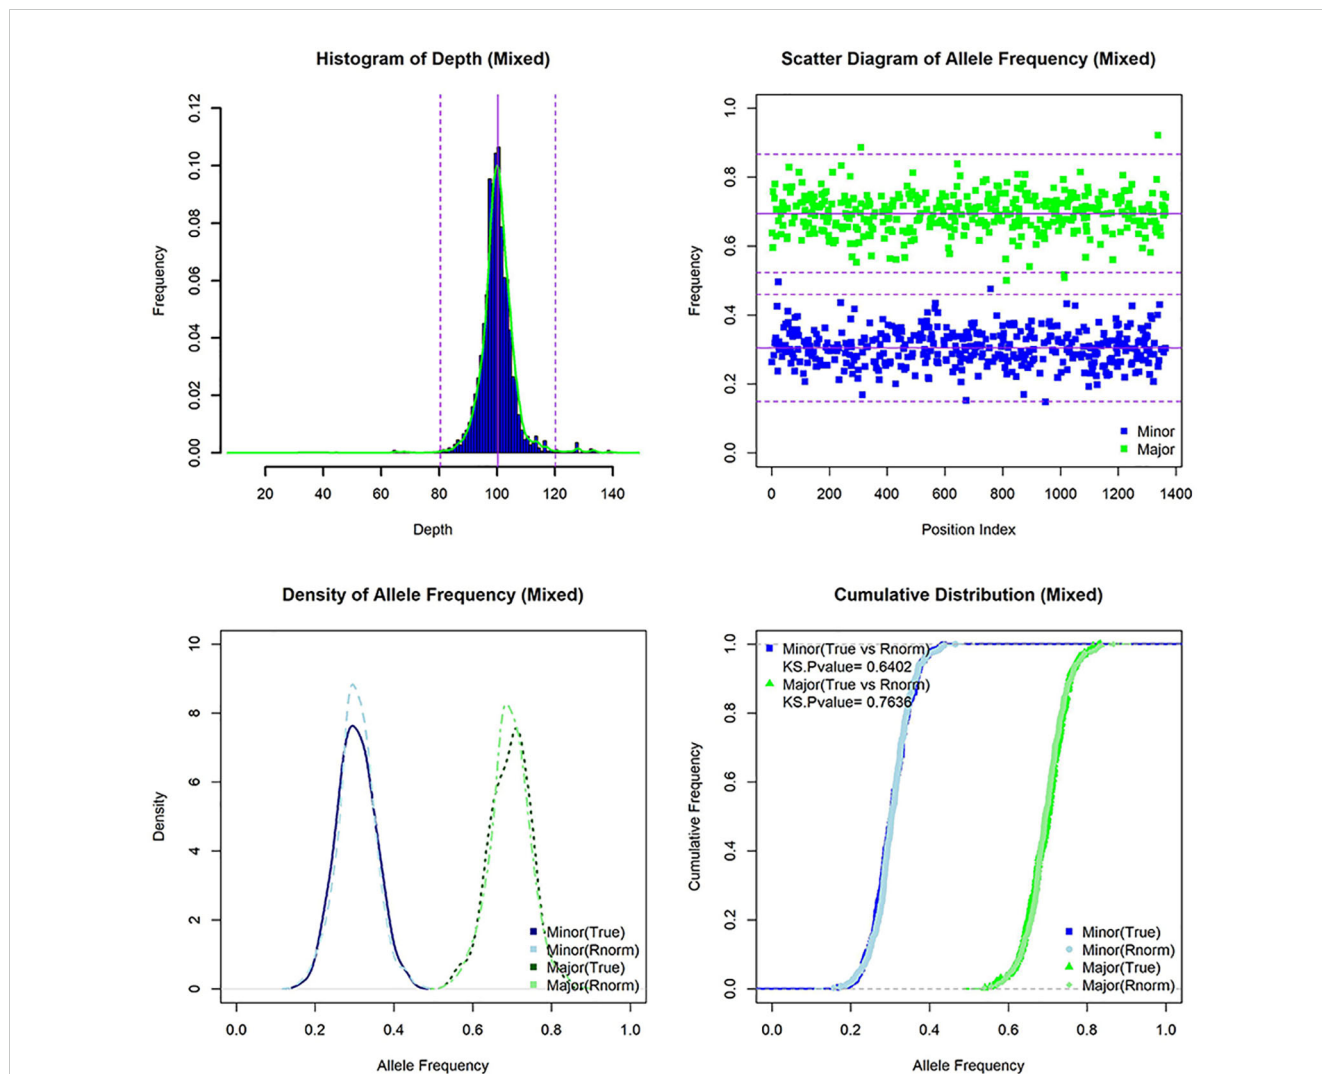 Histogram of Depth (Mixed)
0.12
0.10
0.08
0.06
0.04
0.02
0.00
Frequency
20 40 60 80 100 120 140
Depth
Scatter Diagram of Allele Frequency (Mixed)
1.0
0.8
0.6
0.4
0.2
0.0
Frequency
Minor
Major
0 200 400 600 800 1000 1200 1400
Position Index
Density of Allele Frequency (Mixed)
10
8
6
4
2
0
Density
Minor(True)
Minor(Rnorm)
Major(True)
Major(Rnorm)
0.0 0.2 0.4 0.6 0.8 1.0
Allele Frequency
Cumulative Distribution (Mixed)
1.0
0.8
0.6
0.4
0.2
0.0
Cumulative Frequency
Minor(True vs Rnorm)
KS.Pvalue= 0.6402
Major(True vs Rnorm)
KS.Pvalue= 0.7636
Minor(True)
Minor(Rnorm)
Major(True)
Major(Rnorm)
0.0 0.2 0.4 0.6 0.8 1.0
Allele Frequency